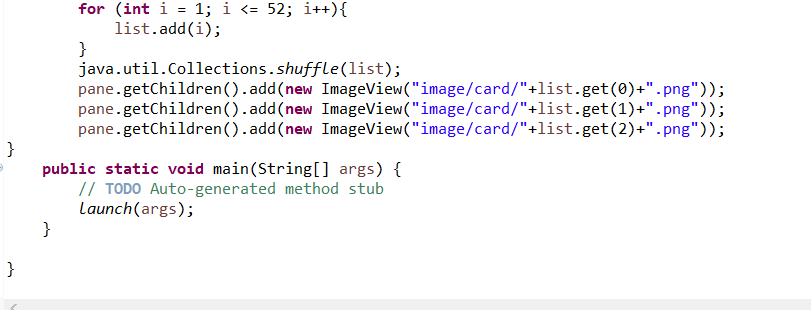 for (int i = 1; i <= 52; i++){
list.add(i);
}
java.util.Collections.shuffle(list);
pane.getChildren().add(new ImageView("image/card/"+list.get(0)+".png"));
pane.getChildren().add(new ImageView("image/card/"+list.get(1)+".png"));
pane.getChildren().add(new ImageView("image/card/"+list.get(2)+".png"));
}
public static void main(String[] args) {
// TODO Auto-generated method stub
launch(args);
}
}